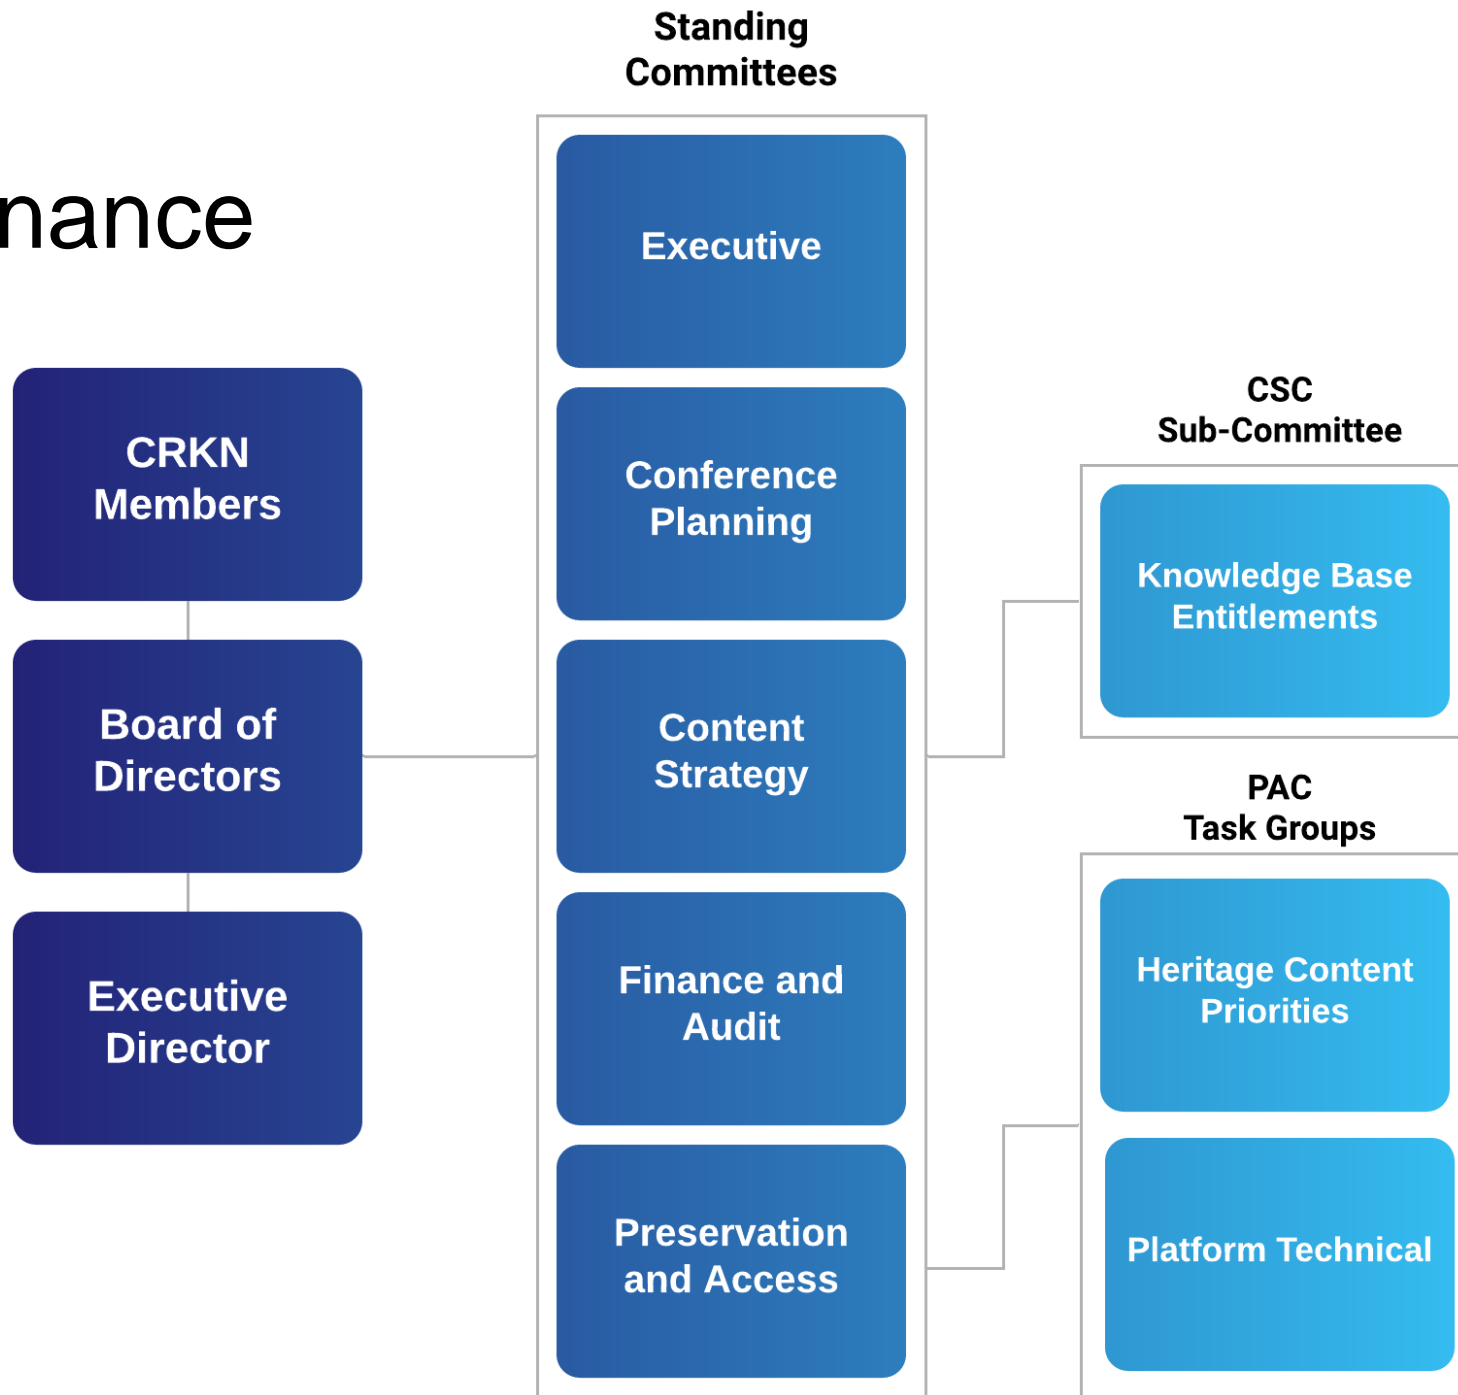 nance
CRKN
Members
Board of
Directors
Executive
Director
Standing
Committees
Executive
Conference
Planning
Content
Strategy
Finance and
Audit
Preservation
and Access
CSC
Sub-Committee
Knowledge Base
Entitlements
PAC
Task Groups
Heritage Content
Priorities
Platform Technical